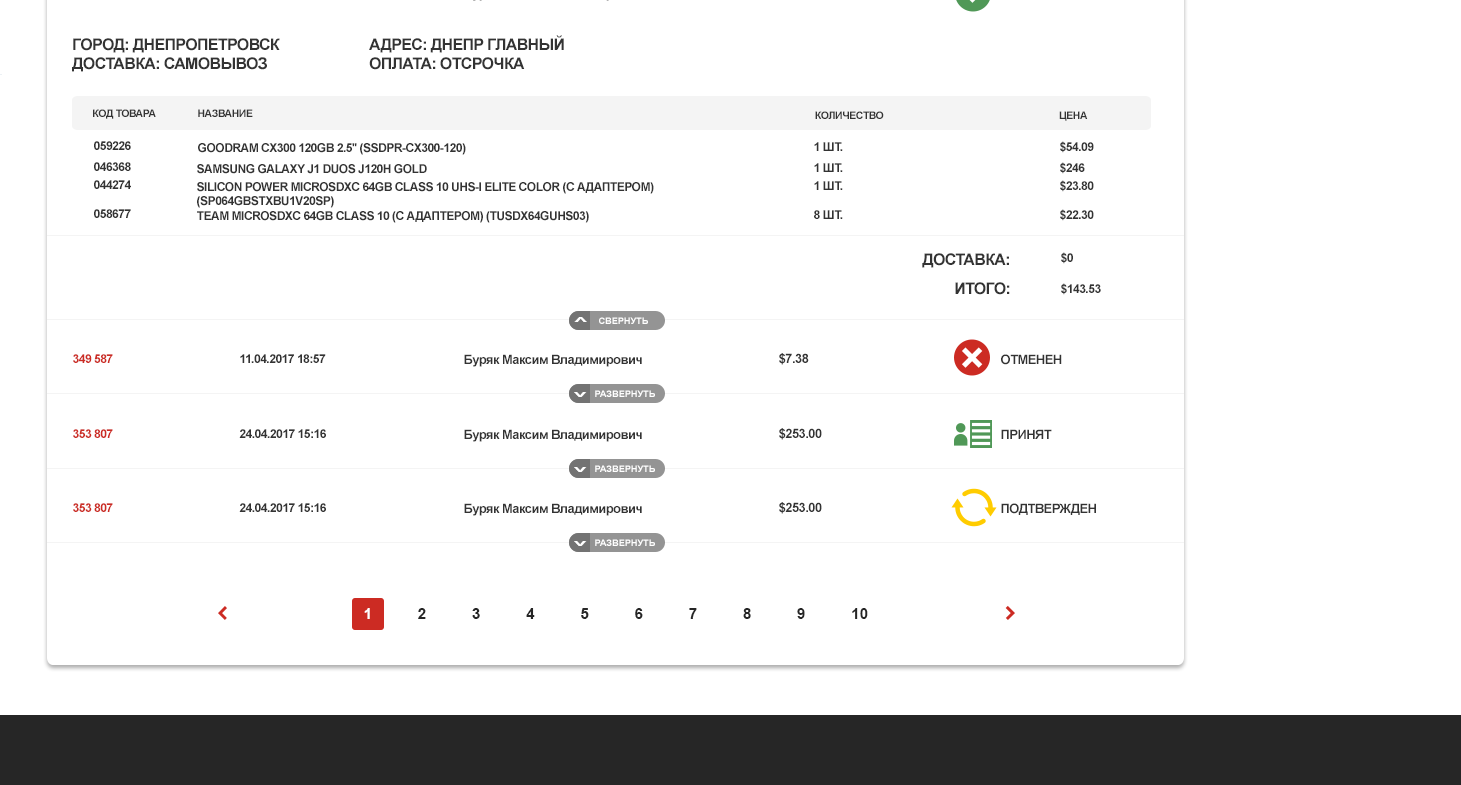 ГОРОД: ДНЕПРОПЕТРОВСК АДРЕС: ДНЕПР ГЛАВНЫЙ
ДОСТАВКА: САМОВЫВОЗ ОПЛАТА: ОТСРОЧКА
КОД ТОВАРА НАЗВАНИЕ КОЛИЧЕСТВО ЦЕНА
059226 GOODRAM CX300 120GB 2.5" (SSDPR-CX300-120) 1 ШТ. $54.09
046368 SAMSUNG GALAXY J1 DUOS J120H GOLD 1 ШТ. $246
044274 SILICON POWER MICROSDXC 64GB CLASS 10 UHS-I ELITE COLOR (С АДАПТЕРОМ) 1 ШТ. $23.80
(SP064GBSTXBU1V20SP)
058677 TEAM MICROSDXC 64GB CLASS 10 (С АДАПТЕРОМ) (TUSDX64GUHS03) 8 ШТ. $22.30
ДОСТАВКА: $0
ИТОГО: $143.53
СВЕРНУТЬ
349 587 11.04.2017 18:57 Буряк Максим Владимирович $7.38 ОТМЕНЕН
РАЗВЕРНУТЬ
353 807 24.04.2017 15:16 Буряк Максим Владимирович $253.00 ПРИНЯТ
РАЗВЕРНУТЬ
353 807 24.04.2017 15:16 Буряк Максим Владимирович $253.00 ПОДТВЕРЖДЕН
РАЗВЕРНУТЬ
1 2 3 4 5 6 7 8 9 10